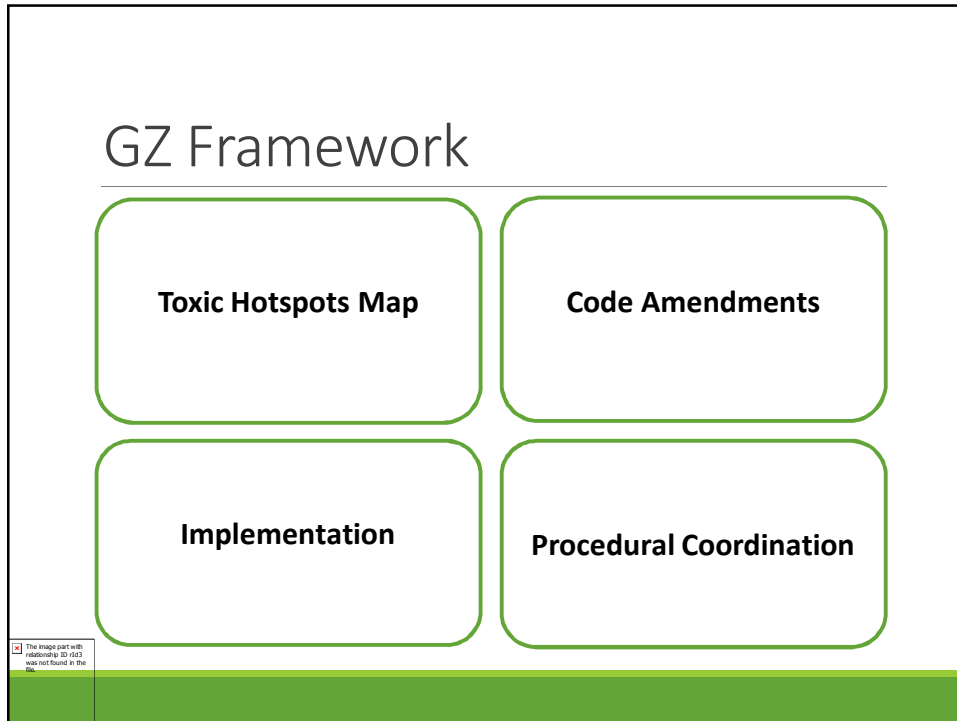 GZ Framework
Toxic Hotspots Map
Code Amendments
Implementation
Procedural Coordination
The image part with
relationship ID rId3
was not found in the
file.